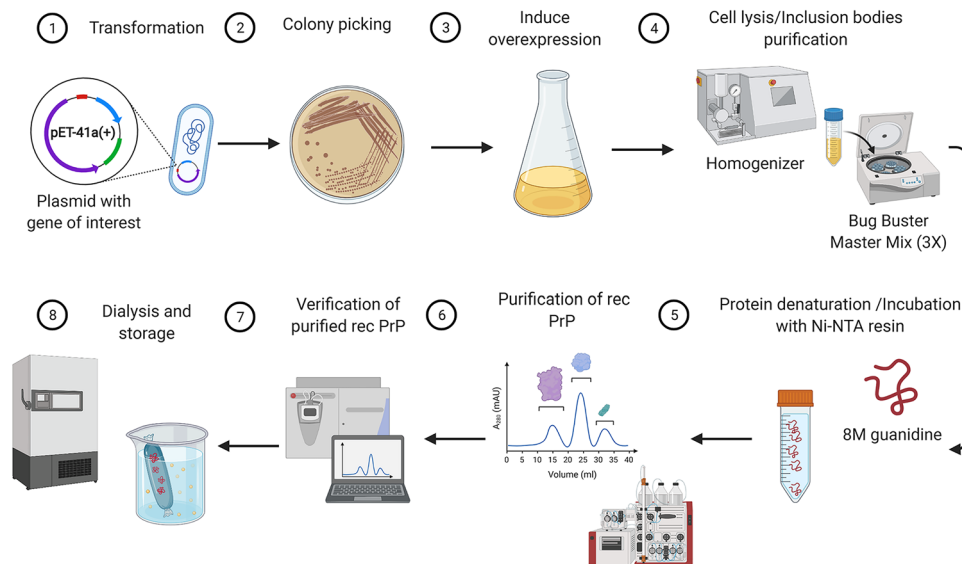 1
Transformation
pET-41a(+)
Plasmid with
gene of interest
2
Colony picking
3
Induce
overexpression
4
Cell lysis/Inclusion bodies
purification
Homogenizer
Bug Buster
Master Mix (3X)
8
Dialysis and
storage
7
Verification of
purified rec PrP
6
Purification of rec
PrP
A280 (mAU)
0 5 10 15 20 25 30 35 40
Volume (ml)
5
Protein denaturation /Incubation
with Ni-NTA resin
8M guanidine